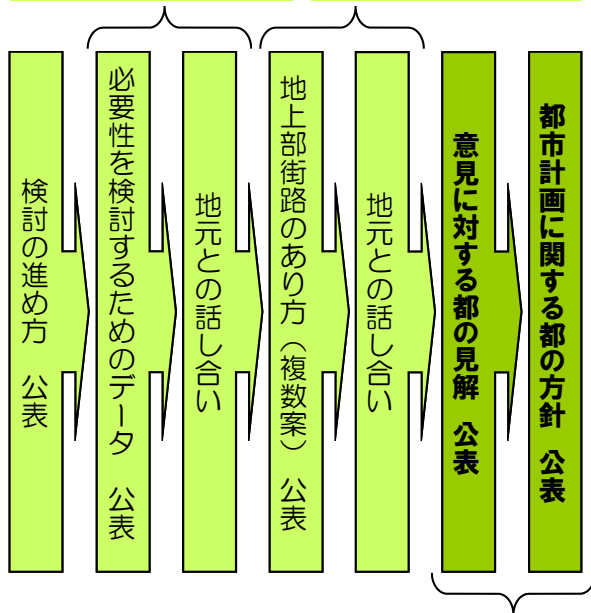 検討の進め方　公表
必要性を検討するためのデータ　公表
地元との話し合い
地上部街路のあり方（複数案）　公表
地元との話し合い
意見に対する都の見解　公表
都市計画に関する都の方針　公表